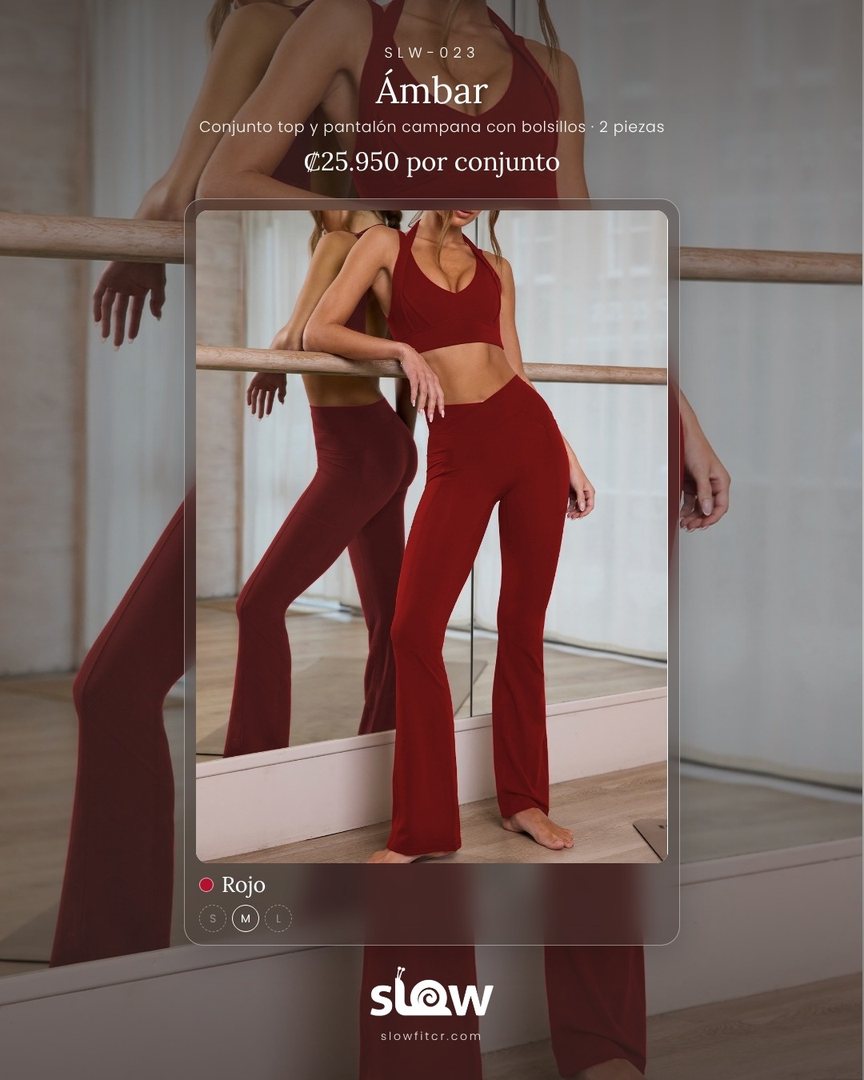 SLW-023
Ámbar
Conjunto top y pantalón campana con bolsillos · 2 piezas
₡25.950 por conjunto
Rojo
S M L
slow
slowfitcr.com